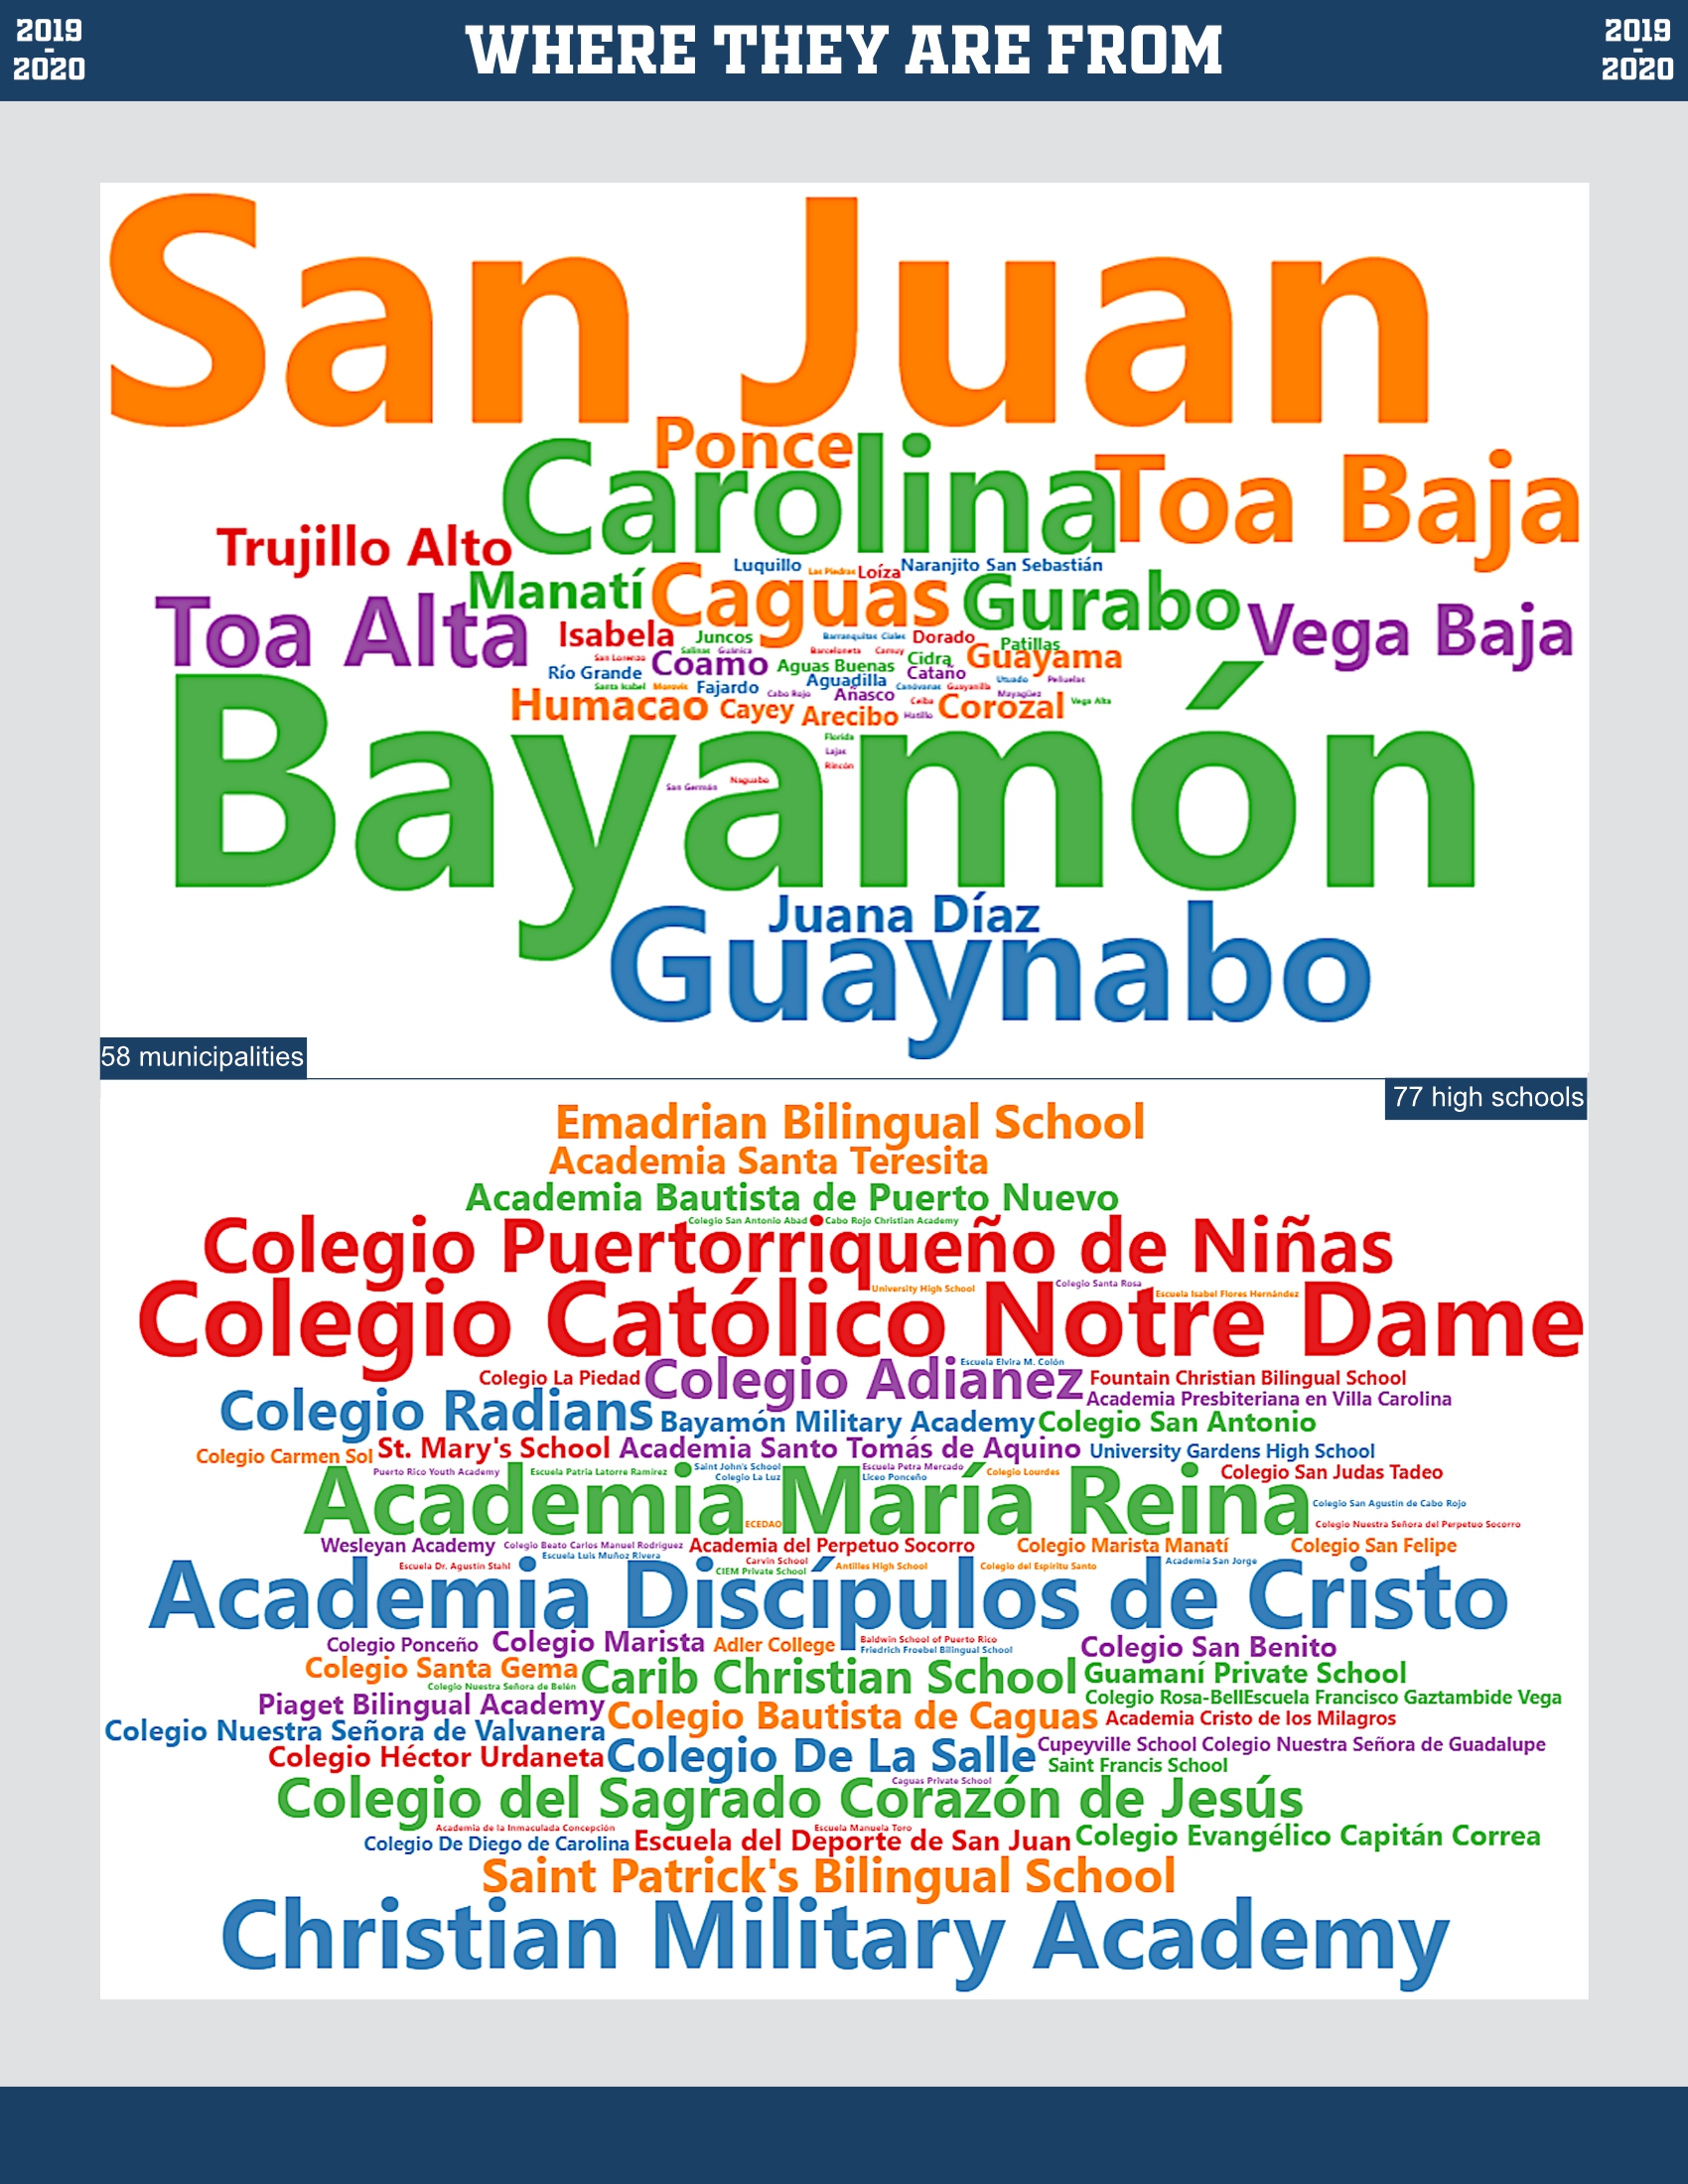 2019
-
2020
WHERE THEY ARE FROM
2019
-
2020
San Juan
Ponce
Carolina
Toa Baja
Trujillo Alto
Luquillo Las Piedras Loíza Naranjito San Sebastián
Manatí
Caguas
Gurabo
Toa Alta
Vega Baja
Isabela Juncos Barranquitas Ciales Dorado Patillas
Salinas Guánica Barceloneta Camuy
San Lorenzo Coamo Aguas Buenas Cidra Guayama
Río Grande Aguadilla Cataño Utuado Peñuelas
Santa Isabel Morovis Fajardo Cabo Rojo Añasco Canóvanas Guayanilla Mayagüez
Humacao Cayey Arecibo Hatillo Ceiba Corozal Vega Alta
Florida
Lajas
Rincón
Naguabo
San Germán
Bayamón
Juana Díaz
Guaynabo
58 municipalities
77 high schools
Emadrian Bilingual School
Academia Santa Teresita
Academia Bautista de Puerto Nuevo
Colegio San Antonio Abad Cabo Rojo Christian Academy
Colegio Puertorriqueño de Niñas
University High School Colegio Santa Rosa Escuela Isabel Flores Hernández
Colegio Católico Notre Dame
Escuela Elvira M. Colón
Colegio La Piedad Colegio Adianez Fountain Christian Bilingual School
Academia Presbiteriana en Villa Carolina
Colegio Radians Bayamón Military Academy Colegio San Antonio
Colegio Carmen Sol St. Mary's School Academia Santo Tomás de Aquino University Gardens High School
Puerto Rico Youth Academy Escuela Patria Latorre Ramírez Saint John's School Escuela Petra Mercado Colegio Lourdes Colegio San Judas Tadeo
Colegio La Luz Liceo Ponceño
Academia María Reina
Colegio San Agustin de Cabo Rojo
ECEDAO
Colegio Nuestra Señora del Perpetuo Socorro
Wesleyan Academy Colegio Beato Carlos Manuel Rodriguez Academia del Perpetuo Socorro Colegio Marista Manatí Colegio San Felipe
Escuela Luis Muñoz Rivera
Escuela Dr. Agustin Stahl Carvin School Antilles High School Colegio del Espiritu Santo Academia San Jorge
CIEM Private School
Academia Discípulos de Cristo
Colegio Ponceño Colegio Marista Adler College Baldwin School of Puerto Rico Colegio San Benito
Friedrich Froebel Bilingual School
Colegio Santa Gema Carib Christian School Guamaní Private School
Colegio Nuestra Señora de Belén
Piaget Bilingual Academy Colegio Rosa-Bell Escuela Francisco Gaztambide Vega
Colegio Nuestra Señora de Valvanera Colegio Bautista de Caguas Academia Cristo de los Milagros
Colegio Héctor Urdaneta Colegio De La Salle Cupeyville School Colegio Nuestra Señora de Guadalupe
Saint Francis School
Caguas Private School
Colegio del Sagrado Corazón de Jesús
Academia de la Inmaculada Concepción Escuela Manuela Toro
Colegio De Diego de Carolina Escuela del Deporte de San Juan Colegio Evangélico Capitán Correa
Saint Patrick's Bilingual School
Christian Military Academy